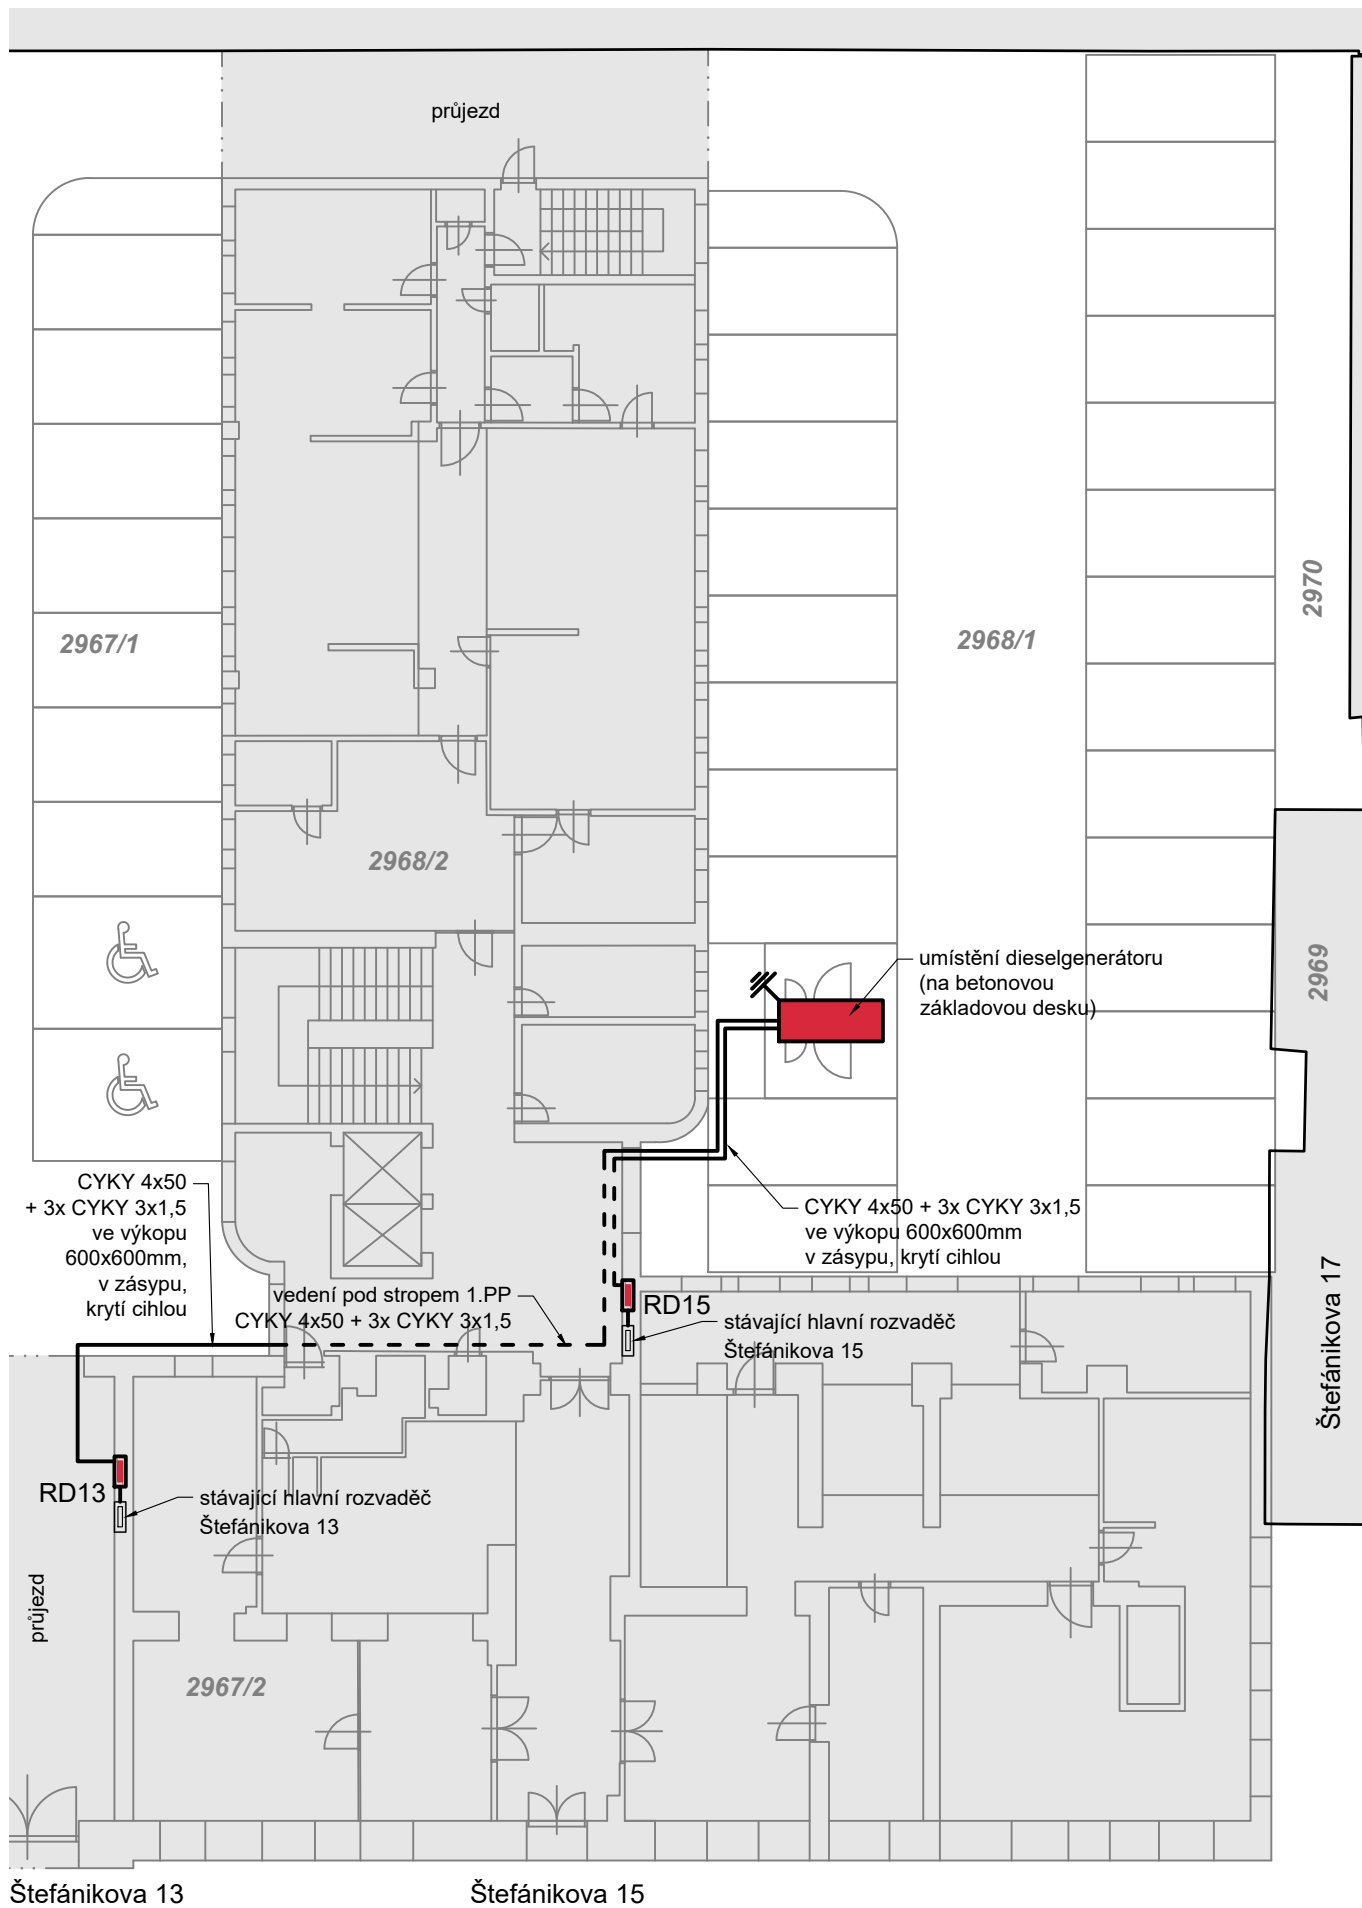 průjezd
2967/1
2968/1
2970
2968/2
umístění dieselgenerátoru
(na betonovou
základovou desku)
2969
CYKY 4x50
+ 3x CYKY 3x1,5
ve výkopu
600x600mm,
v zásypu,
krytí cihlou
CYKY 4x50 + 3x CYKY 3x1,5
ve výkopu 600x600mm
v zásypu, krytí cihlou
vedení pod stropem 1.PP
CYKY 4x50 + 3x CYKY 3x1,5
RD15
stávající hlavní rozvaděč
Štefánikova 15
Štefánikova 17
RD13
stávající hlavní rozvaděč
Štefánikova 13
průjezd
2967/2
Štefánikova 13
Štefánikova 15